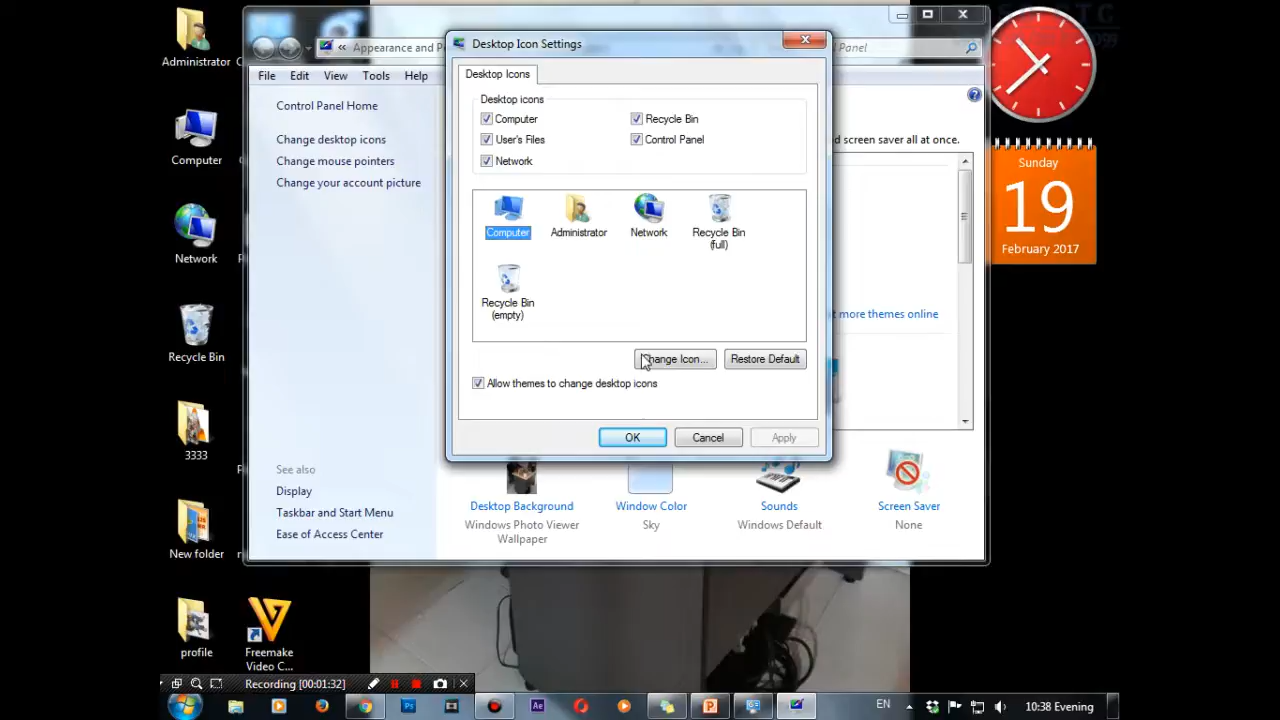 Administrator
Computer
Network
Recycle Bin
3333
New folder
profile
Freemake
Video C...
Appearance and P
Panel
File Edit View Tools Help
Control Panel Home
Change desktop icons
Change mouse pointers
Change your account picture
See also
Display
Taskbar and Start Menu
Ease of Access Center
d screen saver all at once.
t more themes online
Desktop Icon Settings
Desktop Icons
Desktop icons
Computer
Recycle Bin
User's Files
Control Panel
Network
Computer
Administrator
Network
Recycle Bin
(full)
Recycle Bin
(empty)
Change Icon...
Restore Default
Allow themes to change desktop icons
OK
Cancel
Apply
Desktop Background
Windows Photo Viewer
Wallpaper
Window Color
Sky
Sounds
Windows Default
Screen Saver
None
Sunday
19
February 2017
Recording [00:01:32]
Ps
Ae
EN
10:38 Evening